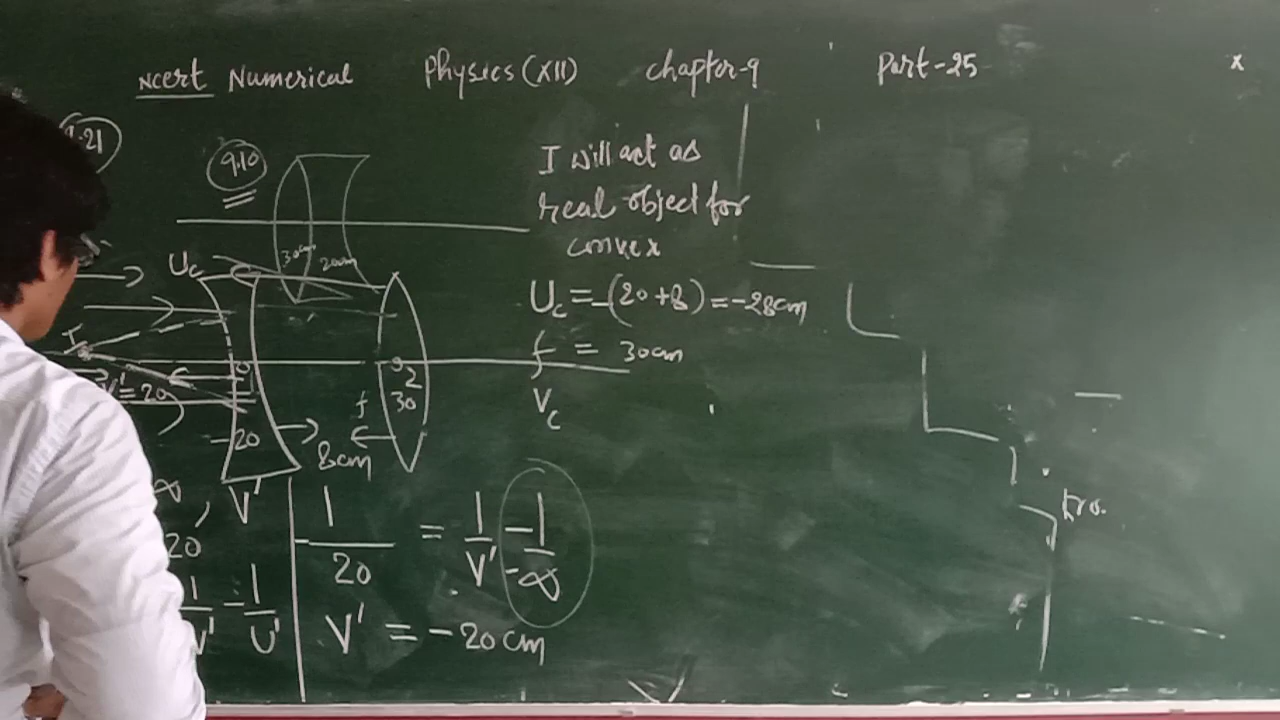 Ncert Numerical Physics (XII) chapter-9 Part-25 x
9.21
9.10
I will act as
real object for
convex
30cm 20cm
Uc
Uc = -(20+8) = -28cm
f = 30cm
Vc
I
V' = 20
-20
f 30
8cm
∞, V'
20
1/V' - 1/U'
-1/20 = 1/V' - 1/-∞
V' = -20cm